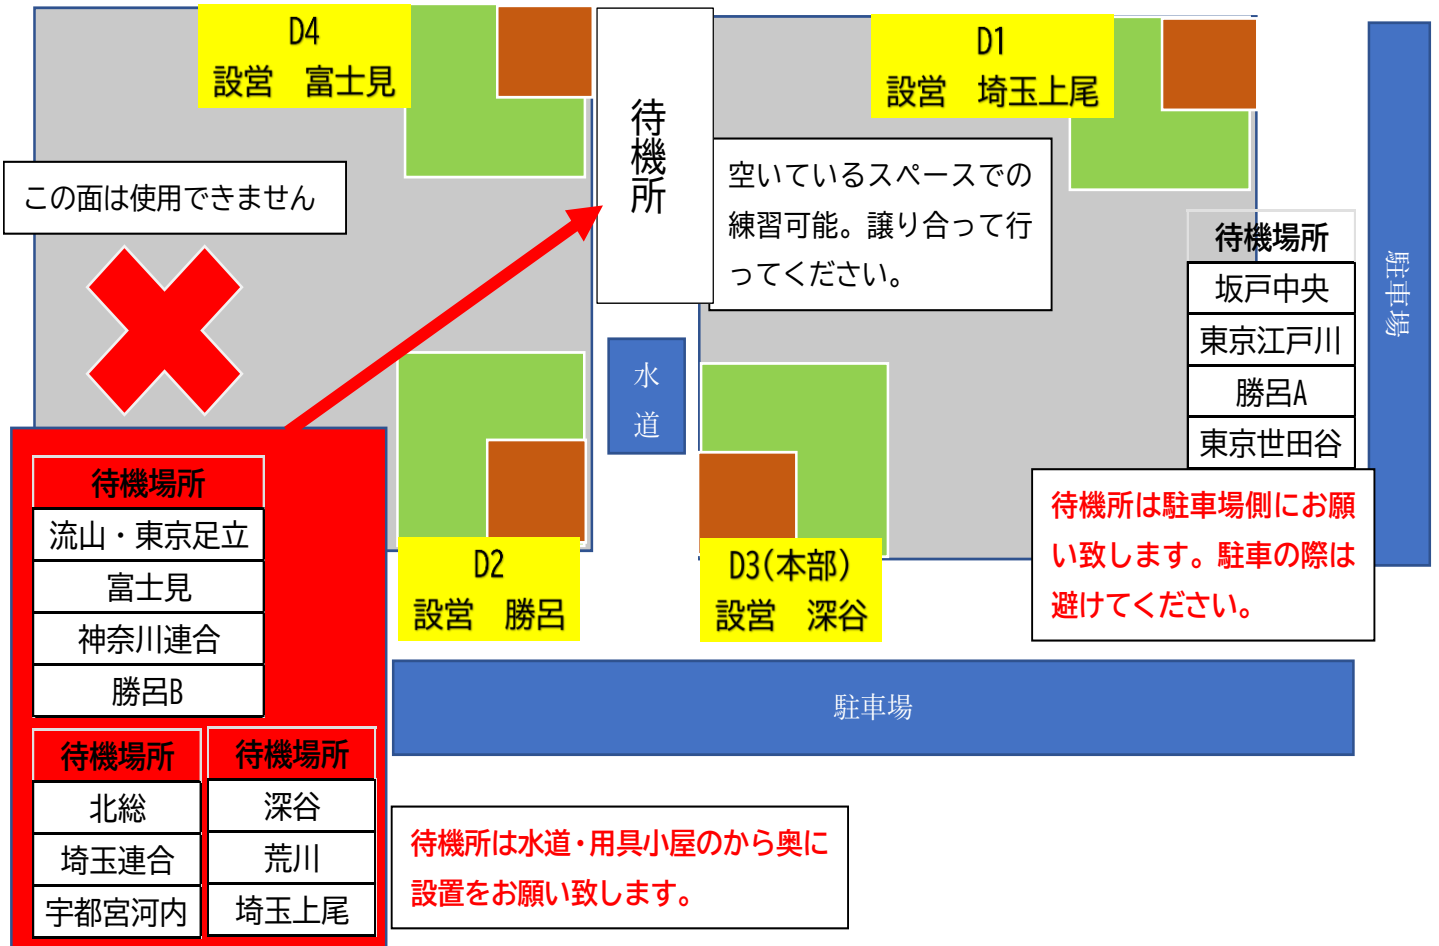 D4
設営　富士見
待機所
D1
設営　埼玉上尾
この面は使用できません
空いているスペースでの
練習可能。譲り合って行
ってください。
待機場所
坂戸中央
東京江戸川
勝呂A
東京世田谷
駐車場
水道
待機場所
流山・東京足立
富士見
神奈川連合
勝呂B
D2
設営　勝呂
D3(本部)
設営　深谷
待機所は駐車場側にお願
い致します。駐車の際は
避けてください。
駐車場
待機場所
北総
埼玉連合
宇都宮河内
待機場所
深谷
荒川
埼玉上尾
待機所は水道・用具小屋のから奥に
設置をお願い致します。